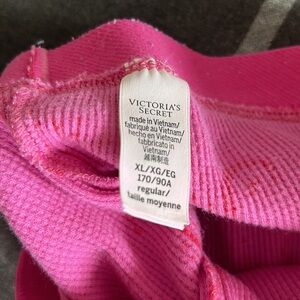 VICTORIA'S
SECRET
made in Vietnam/
fabriqué au Vietnam/
hecho en Vietnam/
fabbricato in
Vietnam/
越南制造
XL/XG/EG
170/90A
regular/
taille moyenne